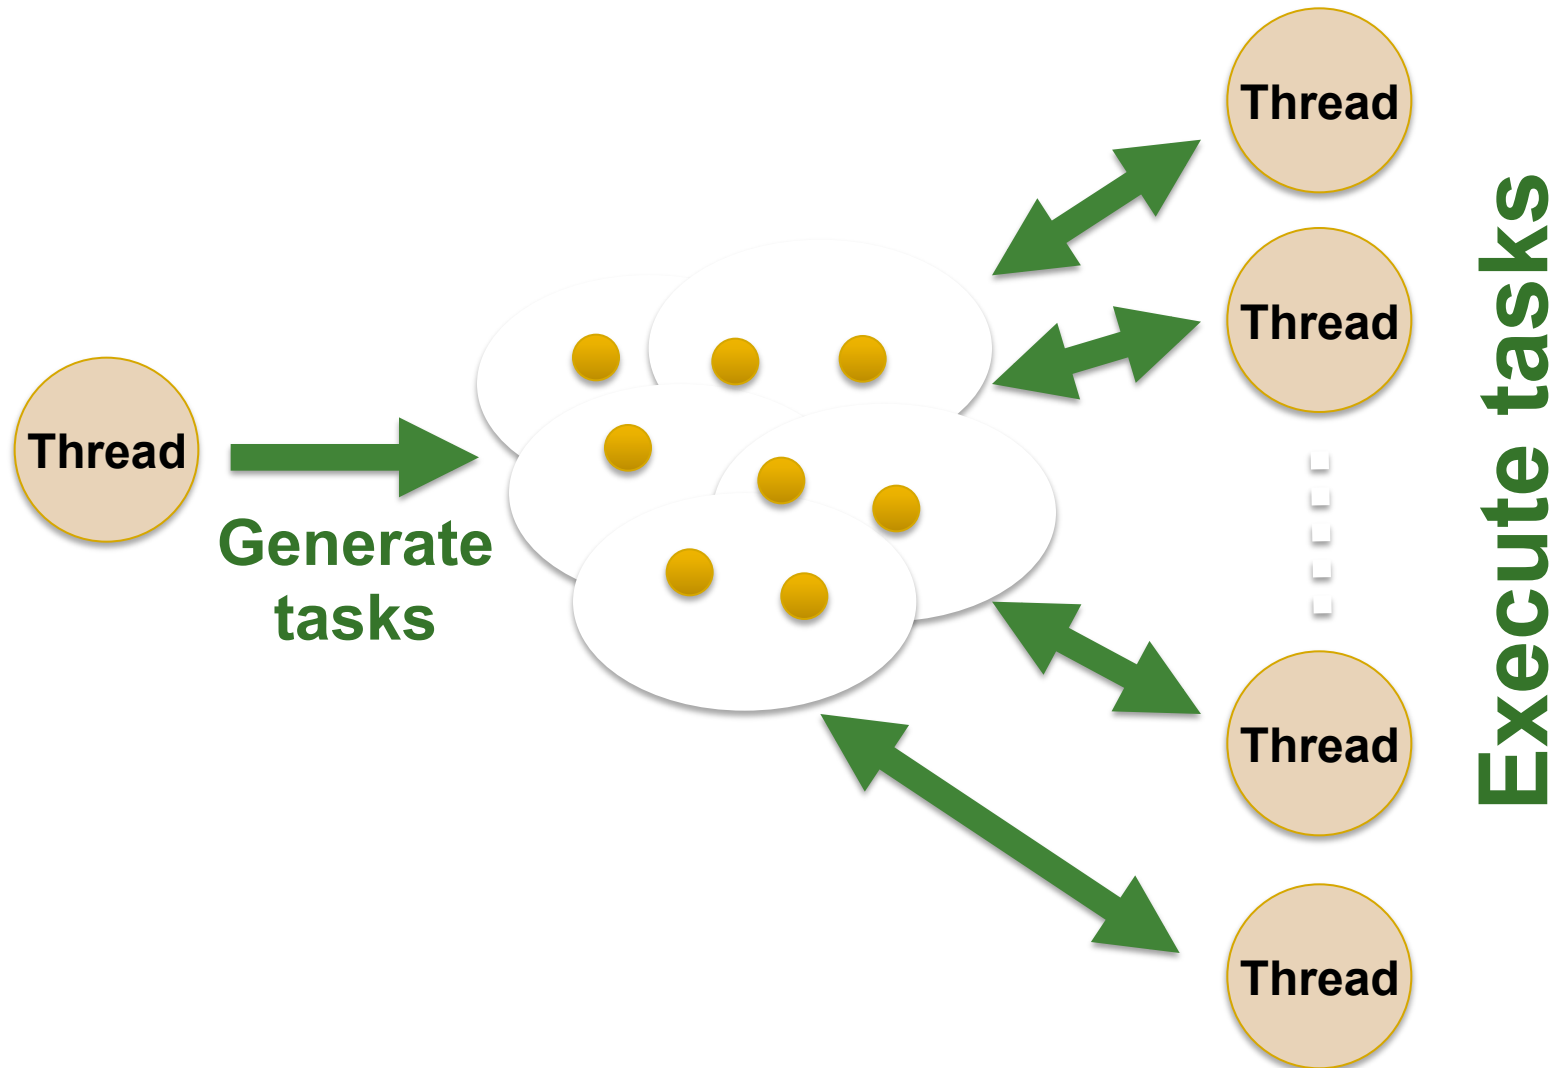 Thread
Generate
tasks
Thread
Thread
Thread
Thread
Execute tasks